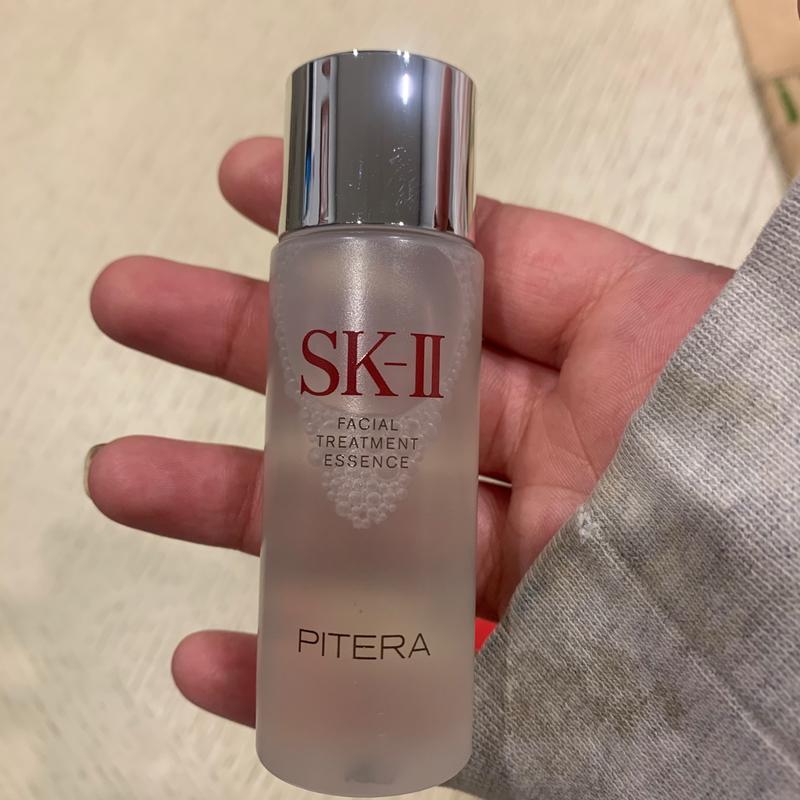 SK-II
FACIAL
TREATMENT
ESSENCE
PITERA